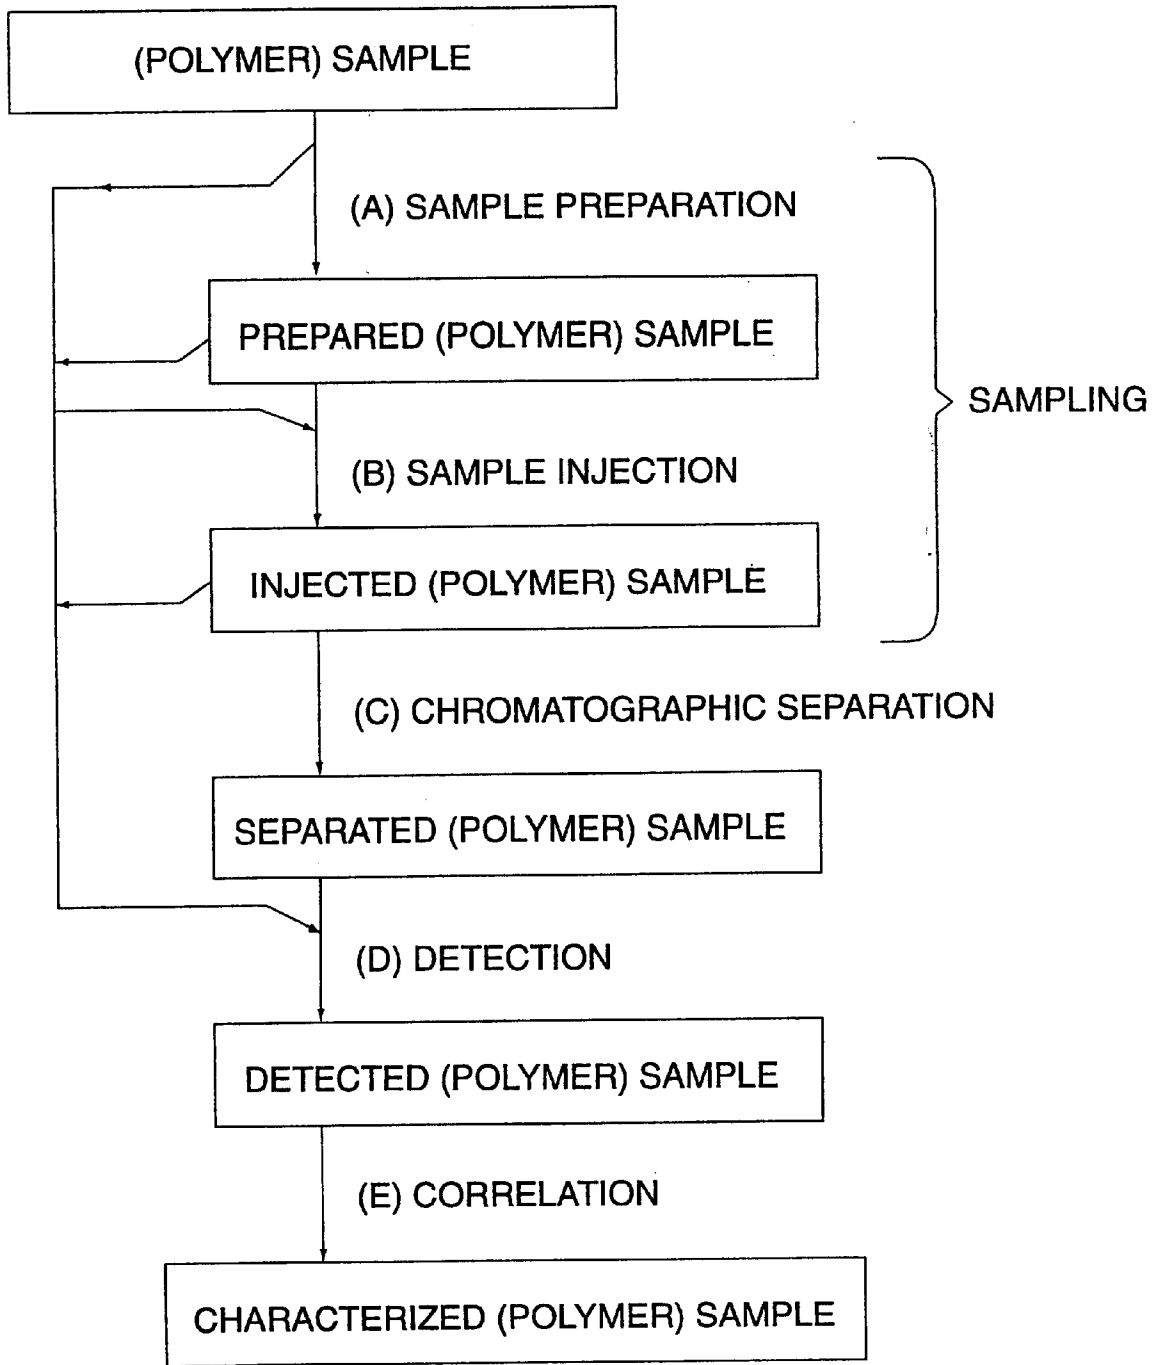 (POLYMER) SAMPLE
(A) SAMPLE PREPARATION
PREPARED (POLYMER) SAMPLE
SAMPLING
(B) SAMPLE INJECTION
INJECTED (POLYMER) SAMPLE
(C) CHROMATOGRAPHIC SEPARATION
SEPARATED (POLYMER) SAMPLE
(D) DETECTION
DETECTED (POLYMER) SAMPLE
(E) CORRELATION
CHARACTERIZED (POLYMER) SAMPLE